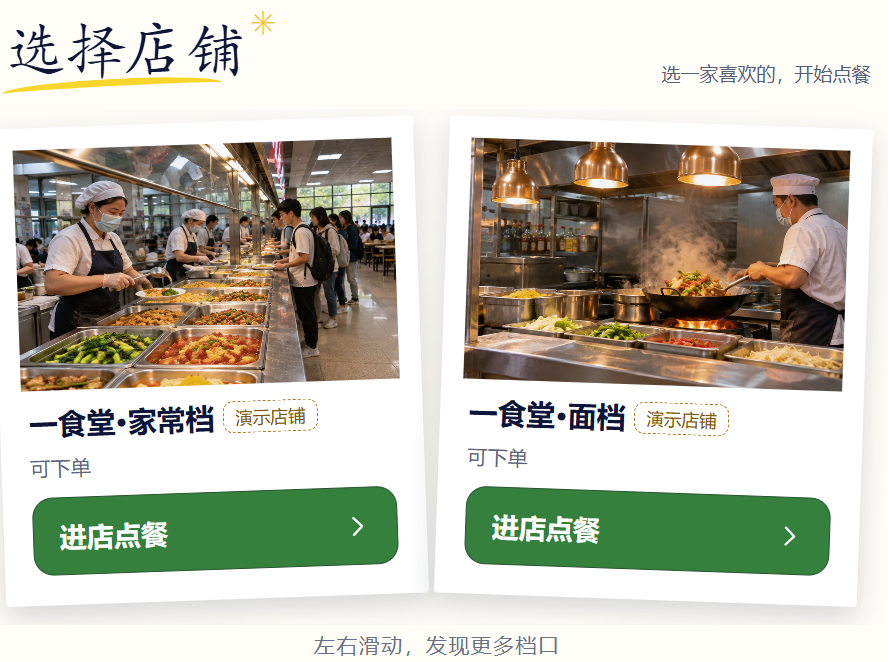 选择店铺
选一家喜欢的，开始点餐
一食堂·家常档 演示店铺
可下单
进店点餐
一食堂·面档 演示店铺
可下单
进店点餐
左右滑动，发现更多档口